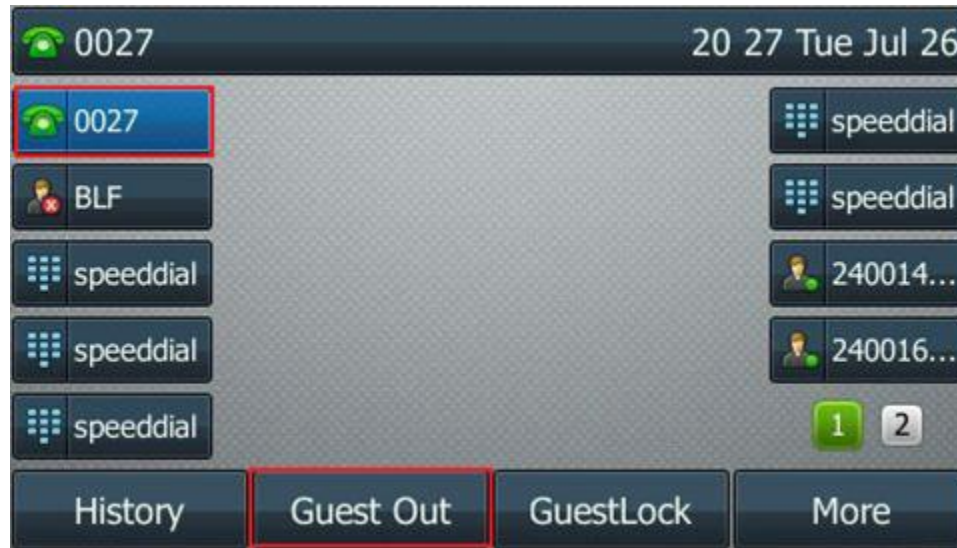 0027 20 27 Tue Jul 26
0027
speeddial
BLF
speeddial
speeddial
240014...
speeddial
240016...
speeddial
1 2
History Guest Out GuestLock More